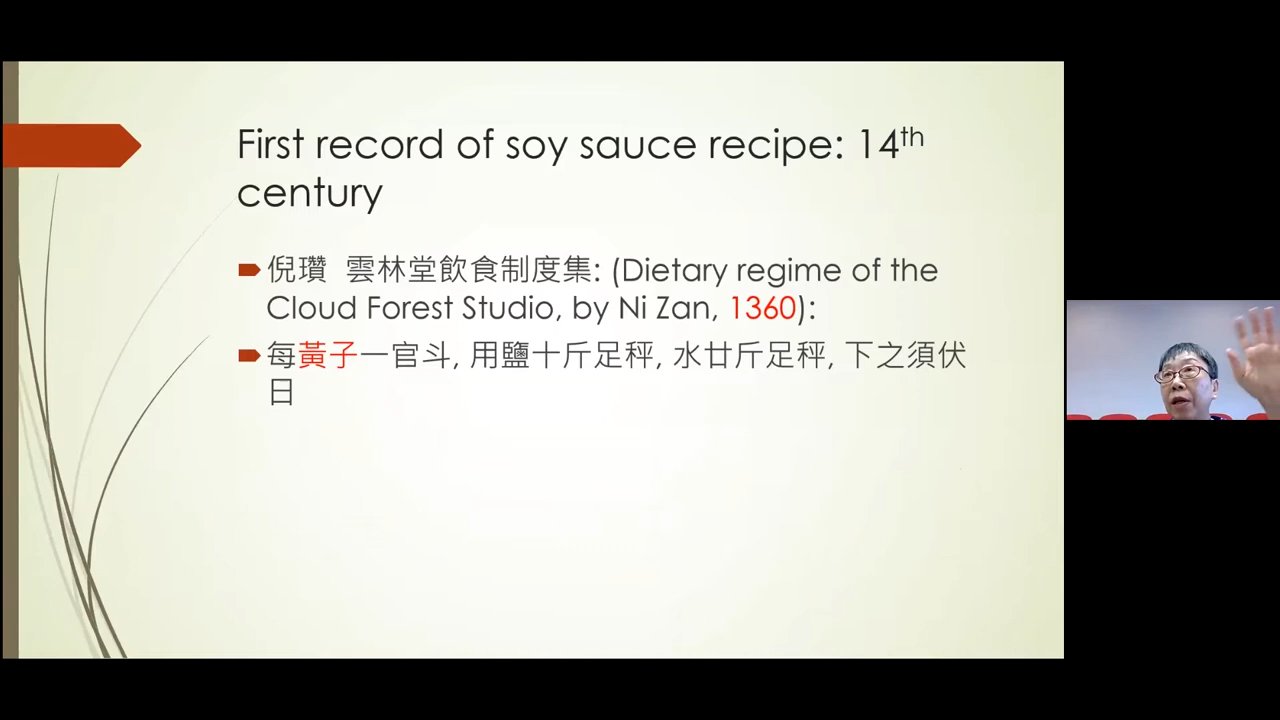 First record of soy sauce recipe: 14th
century
倪瓚 雲林堂飲食制度集: (Dietary regime of the
Cloud Forest Studio, by Ni Zan, 1360):
每黃子一官斗, 用鹽十斤足秤, 水廿斤足秤, 下之須伏
日